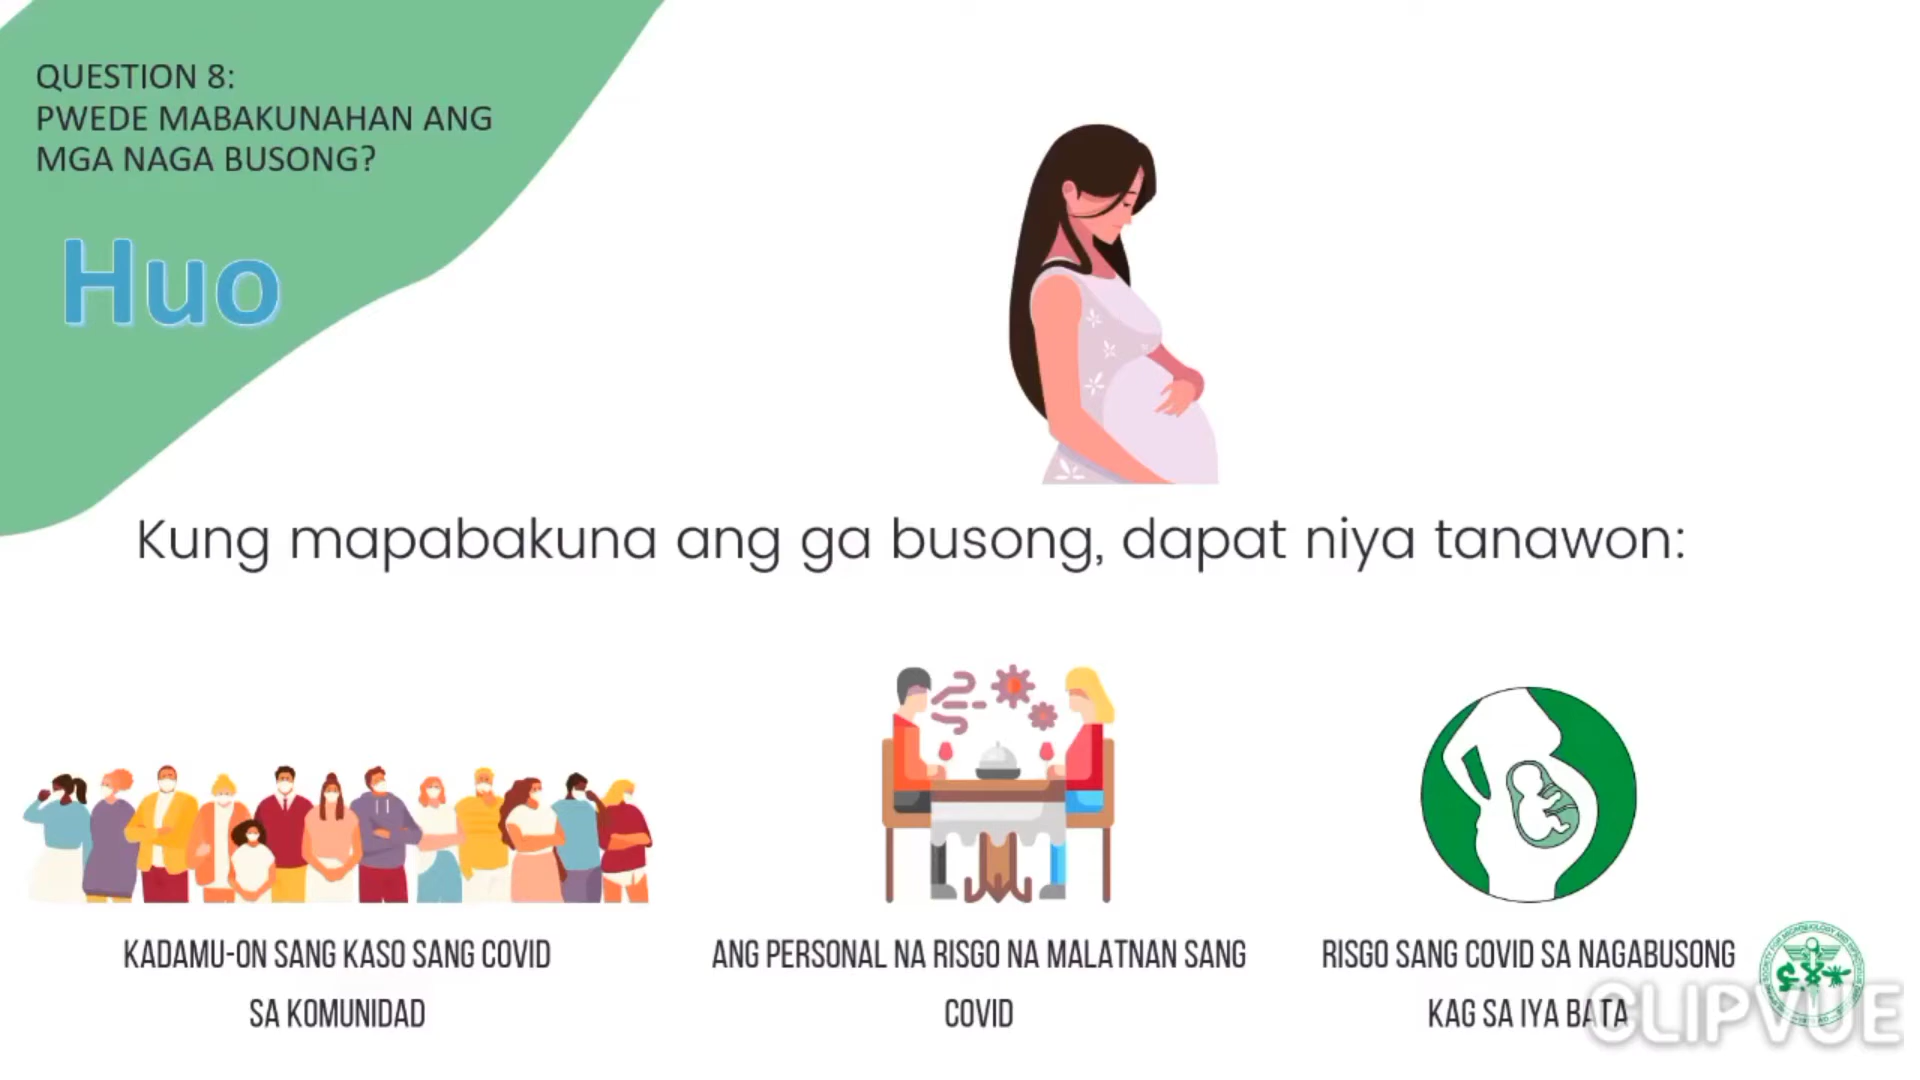 QUESTION 8:
PWEDE MABAKUNAHAN ANG
MGA NAGA BUSONG?
Huo
Kung mapabakuna ang ga busong, dapat niya tanawon:
KADAMU-ON SANG KASO SANG COVID
SA KOMUNIDAD
ANG PERSONAL NA RISGO NA MALATNAN SANG
COVID
RISGO SANG COVID SA NAGABUSONG
KAG SA IYA BATA
CLIPVUE